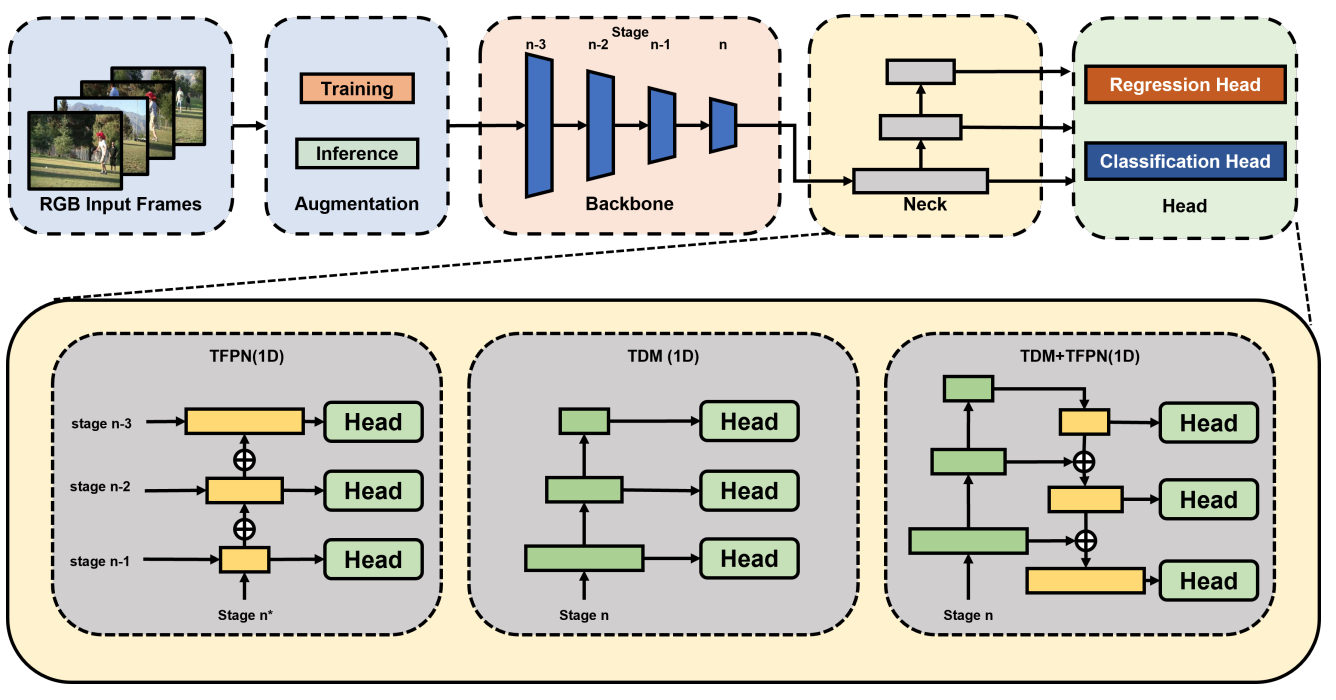 Stage
n-3 n-2 n-1 n
Training
Inference
Regression Head
Classification Head
RGB Input Frames
Augmentation
Backbone
Neck
Head
TFPN(1D)
stage n-3
Head
stage n-2
Head
stage n-1
Head
Stage n*
TDM (1D)
Head
Head
Head
Stage n
TDM+TFPN(1D)
Head
Head
Head
Stage n